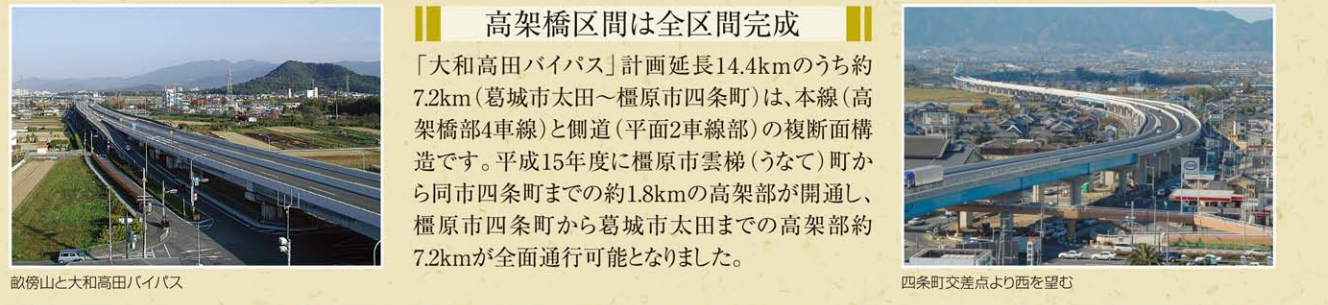 高架橋区間は全区間完成
「大和高田バイパス」計画延長14.4kmのうち約
7.2km(葛城市太田～橿原市四条町)は、本線(高
架橋部4車線)と側道(平面2車線部)の複断面構
造です。平成15年度に橿原市雲梯(うなて)町か
ら同市四条町までの約1.8kmの高架部が開通し、
橿原市四条町から葛城市太田までの高架部約
7.2kmが全面通行可能となりました。
畝傍山と大和高田バイパス
四条町交差点より西を望む